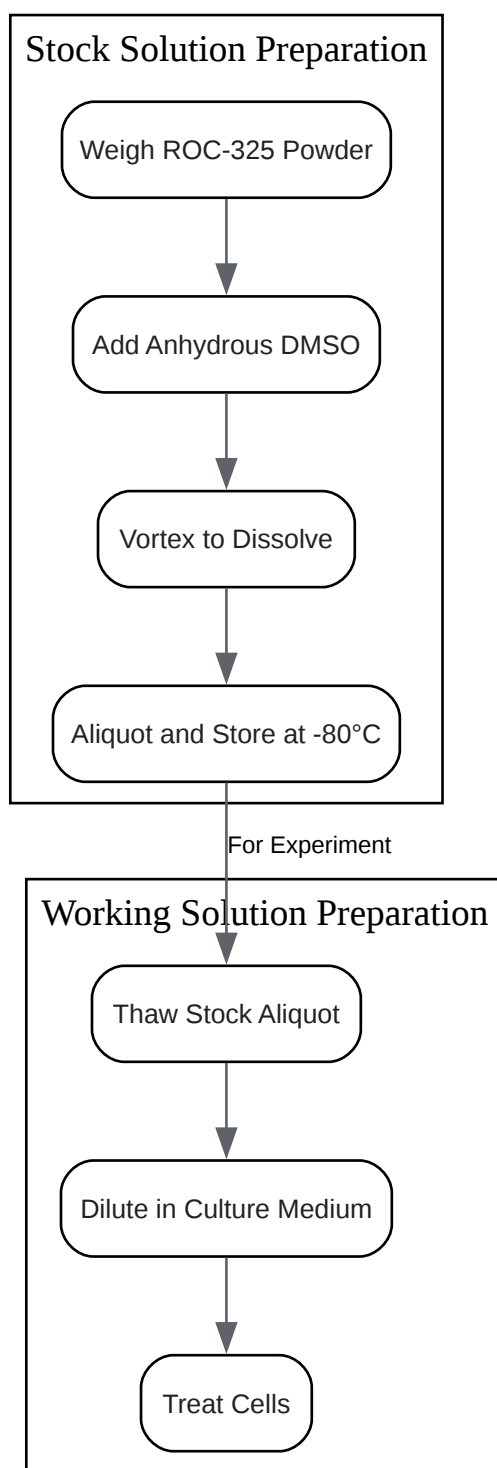 Stock Solution Preparation
Weigh ROC-325 Powder
Add Anhydrous DMSO
Vortex to Dissolve
Aliquot and Store at -80°C
For Experiment
Working Solution Preparation
Thaw Stock Aliquot
Dilute in Culture Medium
Treat Cells